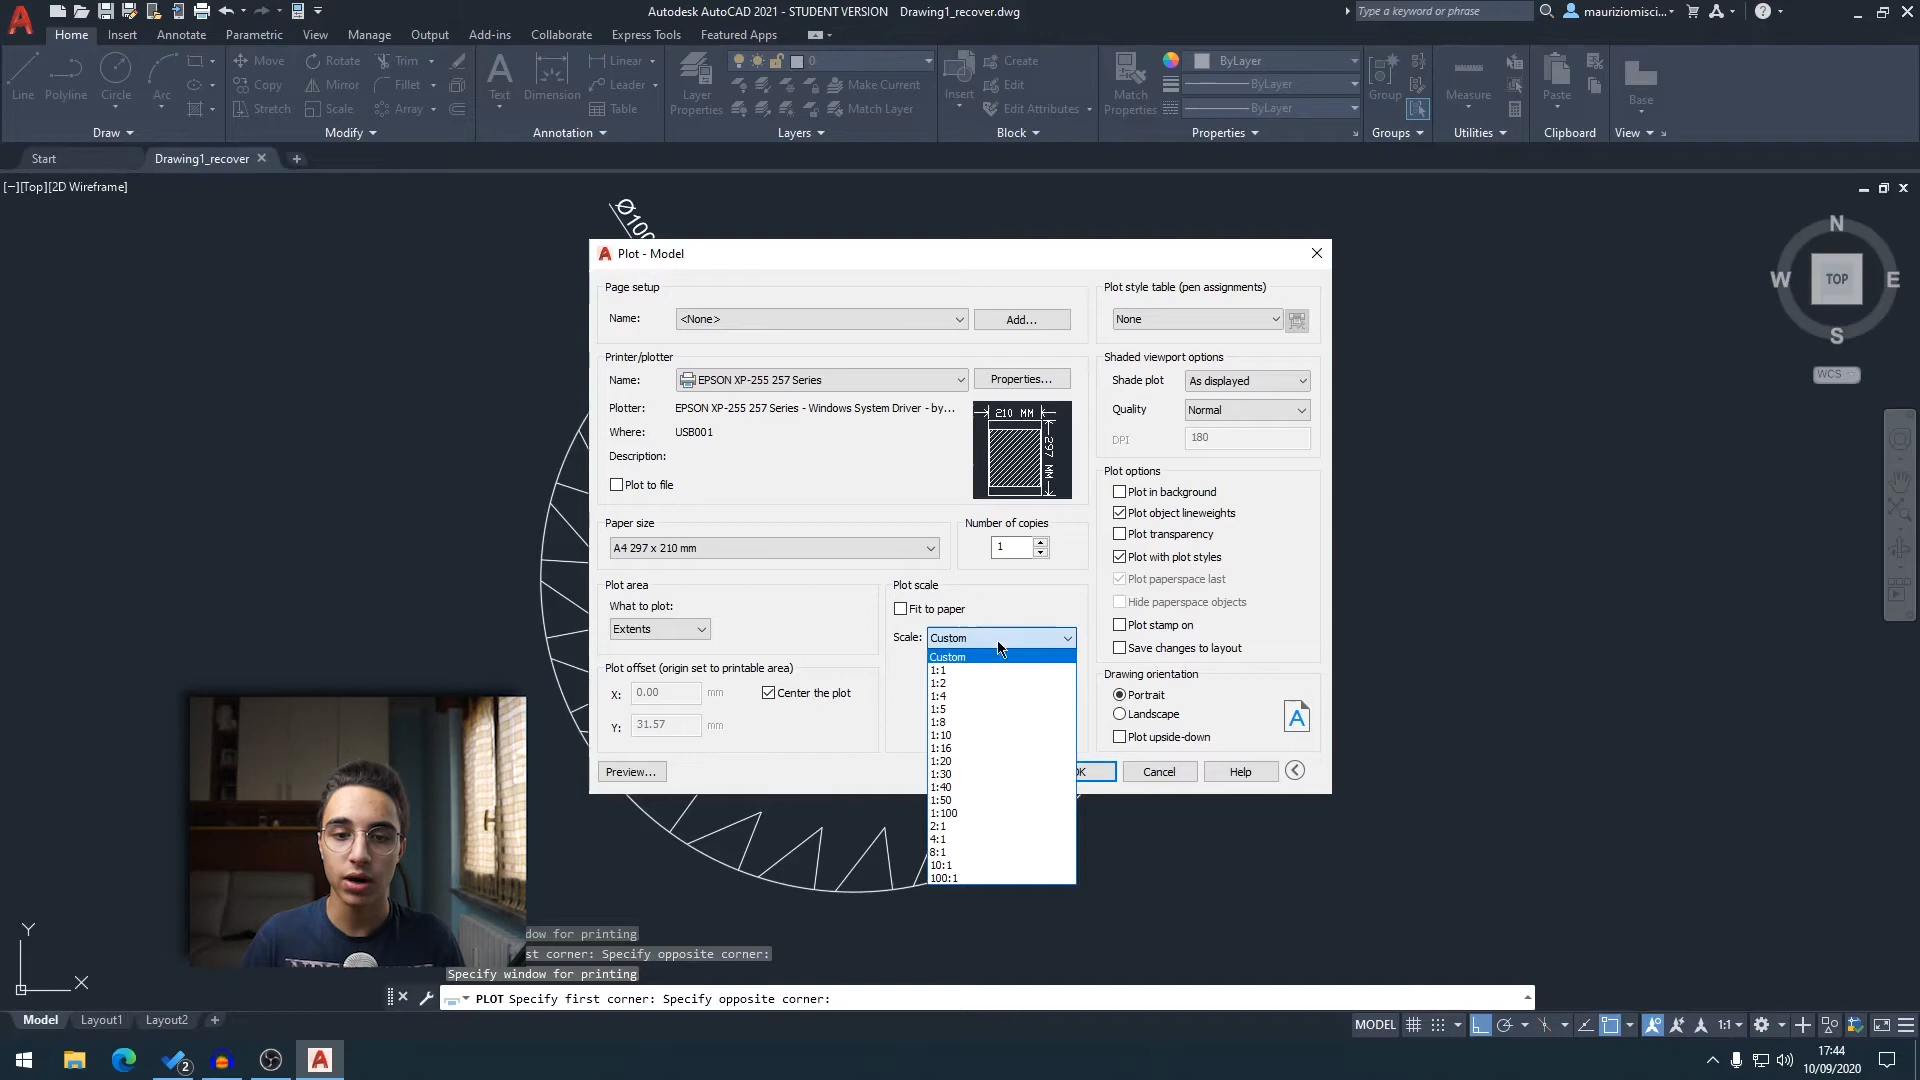 Autodesk AutoCAD 2021 - STUDENT VERSION Drawing1_recover.dwg
Type a keyword or phrase
mauriziomisci...
Home Insert Annotate Parametric View Manage Output Add-ins Collaborate Express Tools Featured Apps
Line Polyline Circle Arc
Move Rotate Trim
Copy Mirror Fillet
Stretch Scale Array
Text Dimension
Linear
Leader
Table
Layer Properties
0
Make Current
Match Layer
Insert
Create
Edit
Edit Attributes
Match Properties
ByLayer
ByLayer
ByLayer
Group
Measure
Paste
Base
Draw Modify Annotation Layers Block Properties Groups Utilities Clipboard View
Start Drawing1_recover
[−][Top][2D Wireframe]
Ø100
N
W TOP E
S
WCS
Plot - Model
Page setup
Name: <None> Add...
Printer/plotter
Name: EPSON XP-255 257 Series Properties...
Plotter: EPSON XP-255 257 Series - Windows System Driver - by...
Where: USB001
Description:
Plot to file
210 MM
297 MM
Paper size
A4 297 x 210 mm
Number of copies
1
Plot area
What to plot:
Extents
Plot offset (origin set to printable area)
X: 0.00 mm
Y: 31.57 mm
Center the plot
Plot scale
Fit to paper
Scale: Custom
Custom
1:1
1:2
1:4
1:5
1:8
1:10
1:16
1:20
1:30
1:40
1:50
1:100
2:1
4:1
8:1
10:1
100:1
Plot style table (pen assignments)
None
Shaded viewport options
Shade plot As displayed
Quality Normal
DPI 180
Plot options
Plot in background
Plot object lineweights
Plot transparency
Plot with plot styles
Plot paperspace last
Hide paperspace objects
Plot stamp on
Save changes to layout
Drawing orientation
Portrait
Landscape
Plot upside-down
A
Preview... OK Cancel Help
Y
X
dow for printing
st corner: Specify opposite corner:
Specify window for printing
PLOT Specify first corner: Specify opposite corner:
Model Layout1 Layout2
MODEL
1:1
2
17:44
10/09/2020